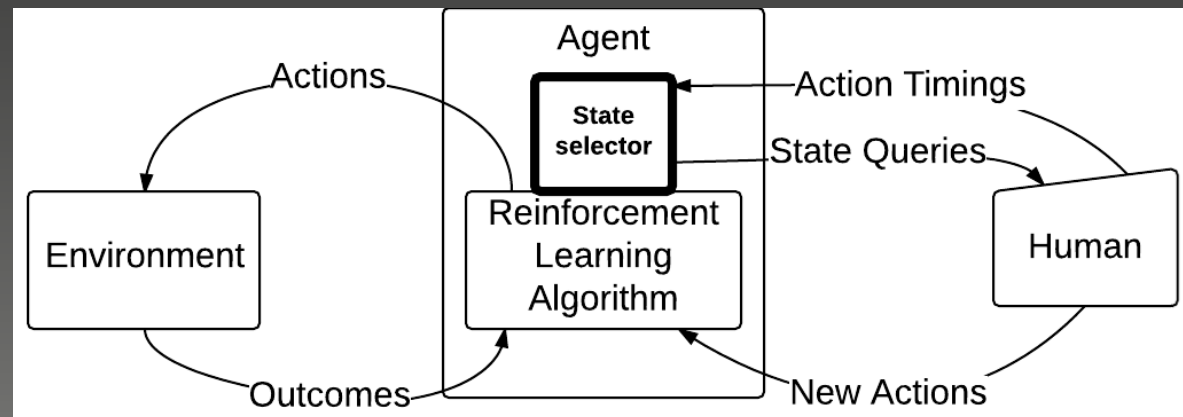 Agent
Actions
State
selector
Action Timings
State Queries
Environment
Reinforcement
Learning
Algorithm
Human
Outcomes
New Actions